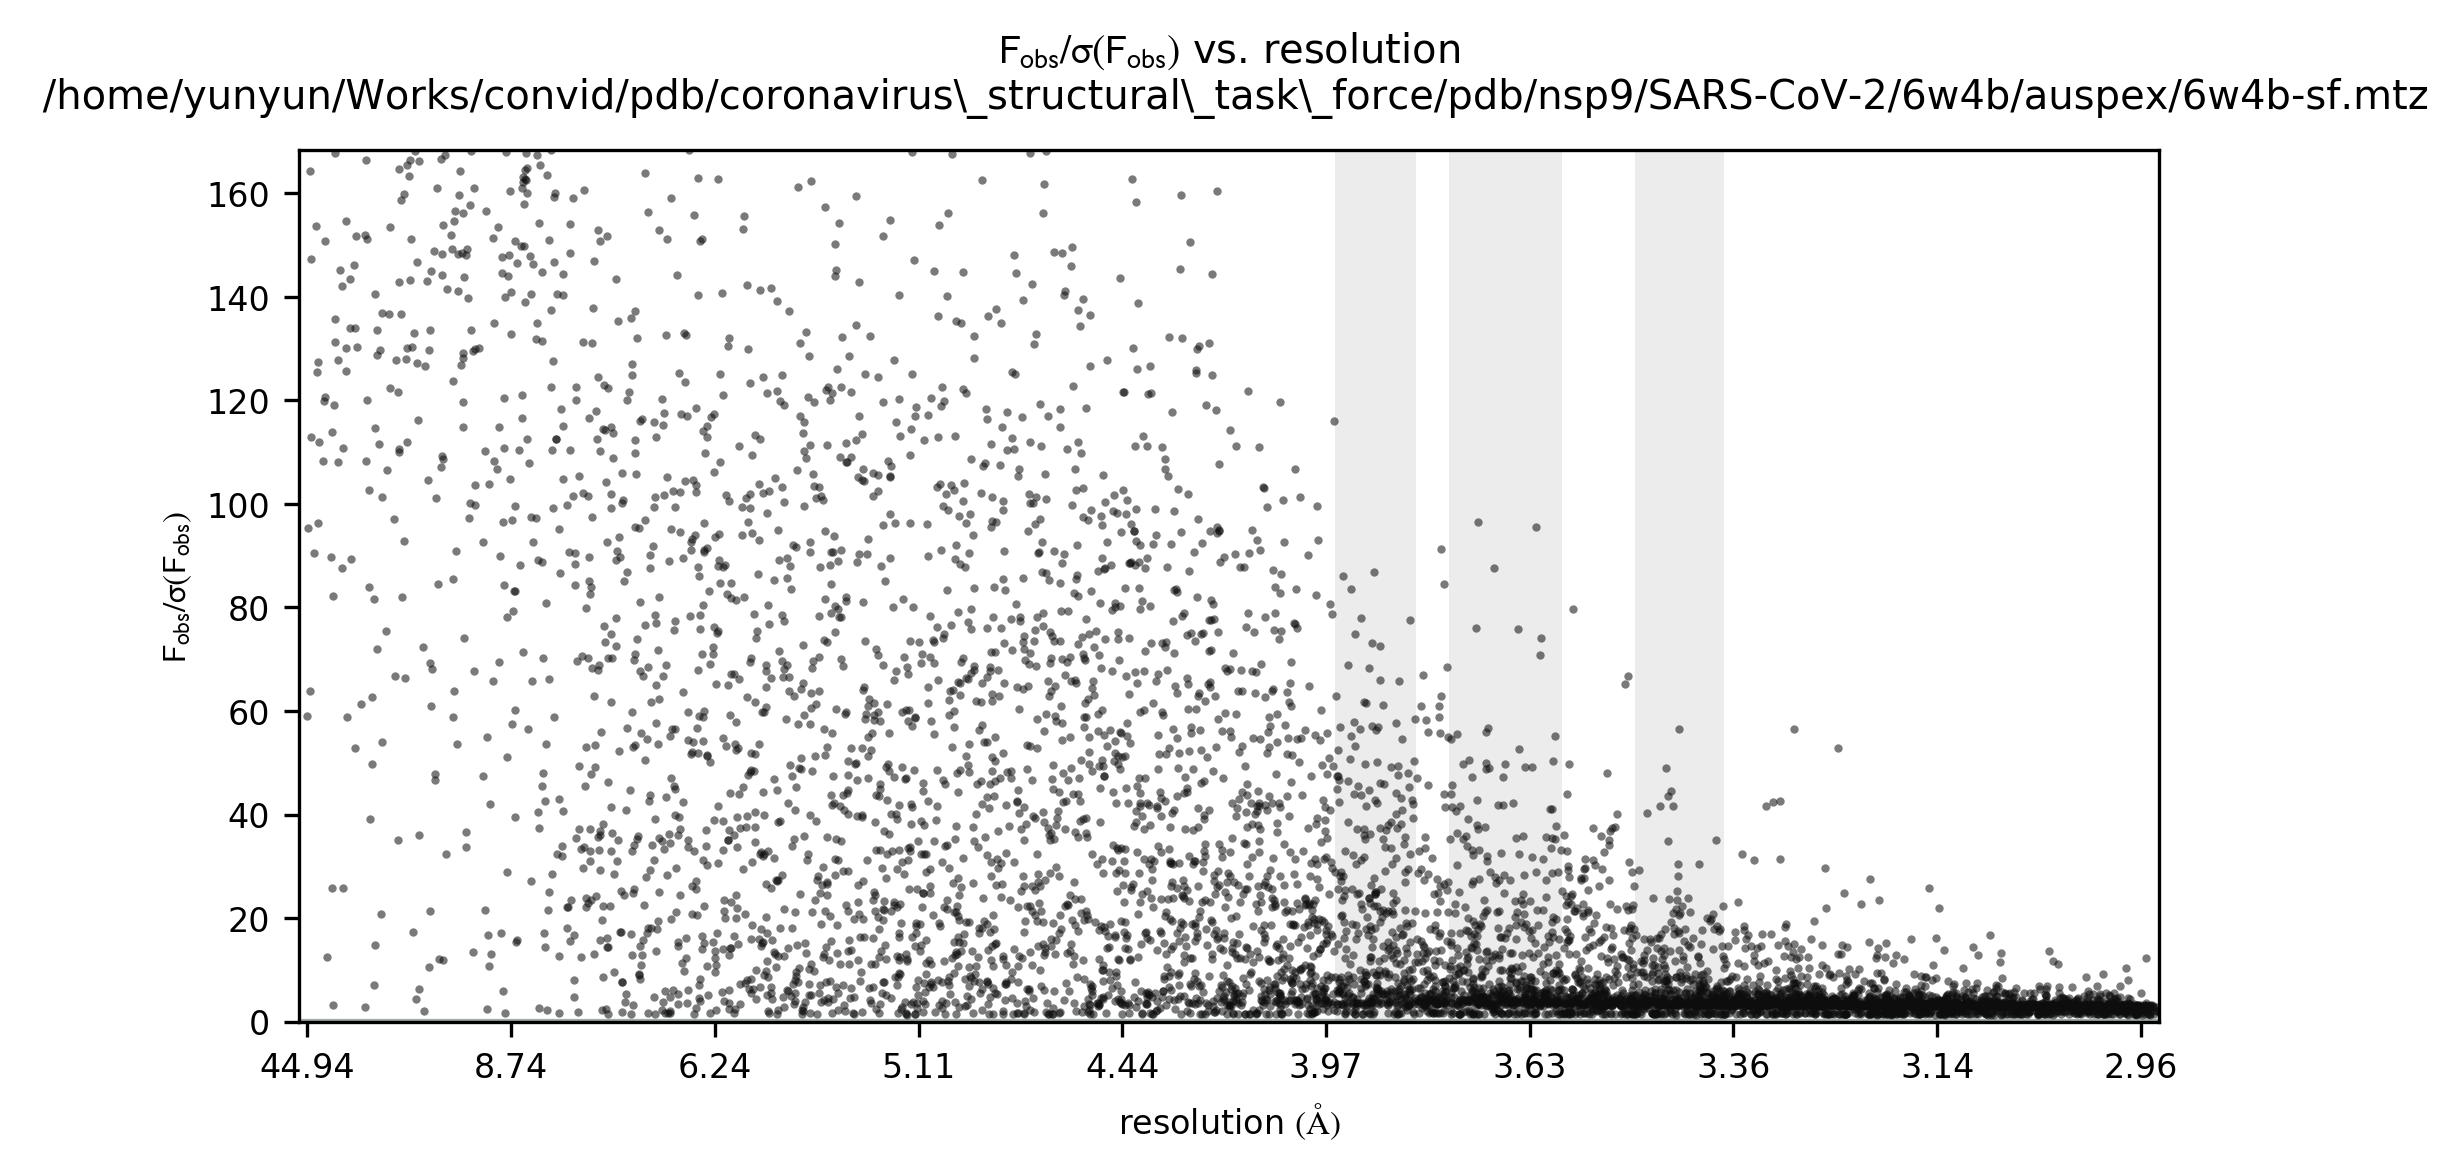 Fobs/σ(Fobs) vs. resolution
/home/yunyun/Works/convid/pdb/coronavirus\_structural\_task\_force/pdb/nsp9/SARS-CoV-2/6w4b/auspex/6w4b-sf.mtz
160
140
120
100
80
60
40
20
0
Fobs/σ(Fobs)
44.94 8.74 6.24 5.11 4.44 3.97 3.63 3.36 3.14 2.96
resolution (Å)